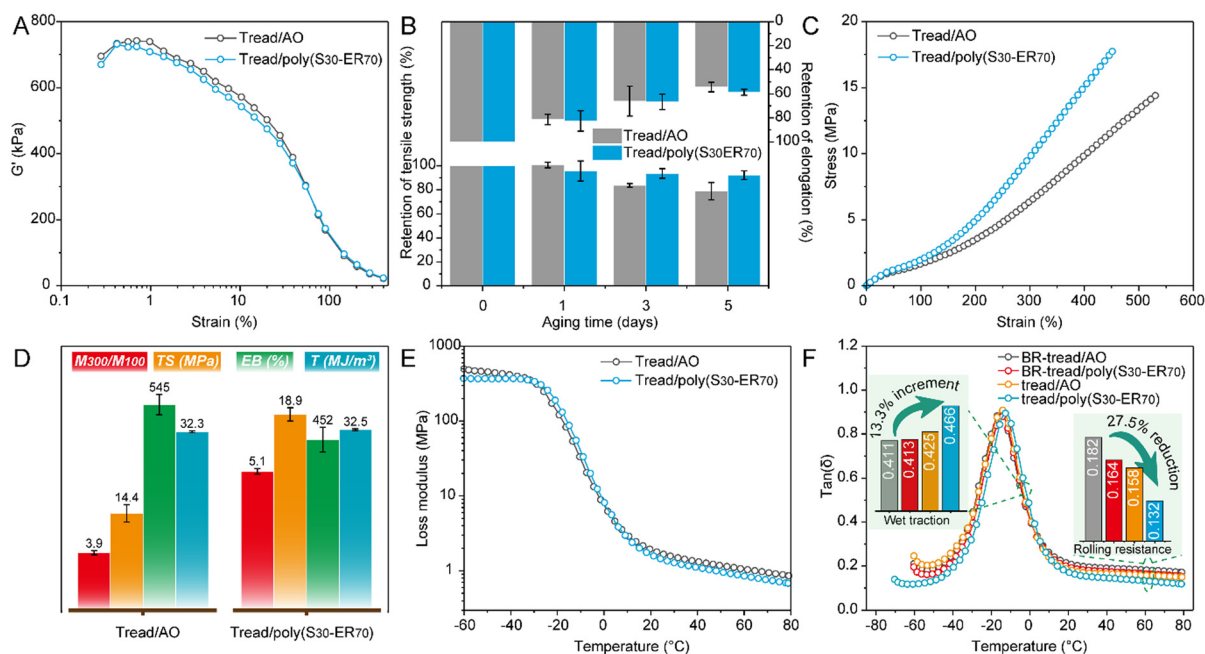 A
800
600
400
200
0
G' (kPa)
Tread/AO
Tread/poly(S30-ER70)
0.1
1
10
100
Strain (%)
B
Retention of tensile strength (%)
100
80
60
40
20
0
Tread/AO
Tread/poly(S30ER70)
0
20
40
60
80
100
Retention of elongation (%)
0
1
3
5
Aging time (days)
C
20
15
10
5
0
Stress (MPa)
Tread/AO
Tread/poly(S30-ER70)
0
100
200
300
400
500
600
Strain (%)
D
M300/M100
TS (MPa)
EB (%)
T (MJ/m³)
3.9
14.4
545
32.3
5.1
18.9
452
32.5
Tread/AO
Tread/poly(S30-ER70)
E
1000
100
10
1
Loss modulus (MPa)
Tread/AO
Tread/poly(S30-ER70)
-60
-40
-20
0
20
40
60
80
Temperature (°C)
F
1.2
1.0
0.8
0.6
0.4
0.2
0.0
Tan(δ)
BR-tread/AO
BR-tread/poly(S30-ER70)
tread/AO
tread/poly(S30-ER70)
13.3% increment
0.411
0.413
0.425
0.466
Wet traction
27.5% reduction
0.182
0.164
0.158
0.132
Rolling resistance
-80
-60
-40
-20
0
20
40
60
80
Temperature (°C)